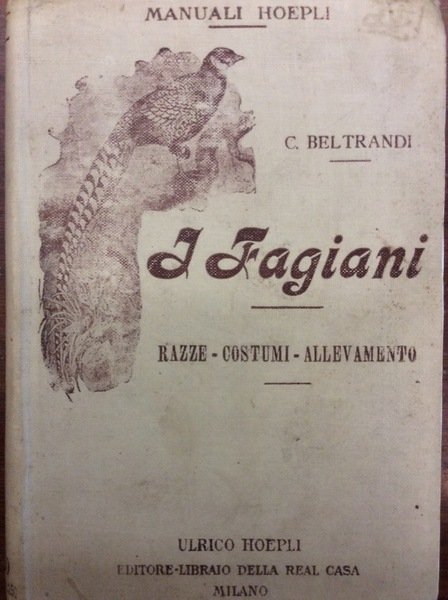 MANUALI HOEPLI
C. BELTRANDI
I Fagiani
RAZZE - COSTUMI - ALLEVAMENTO
ULRICO HOEPLI
EDITORE-LIBRAIO DELLA REAL CASA
MILANO